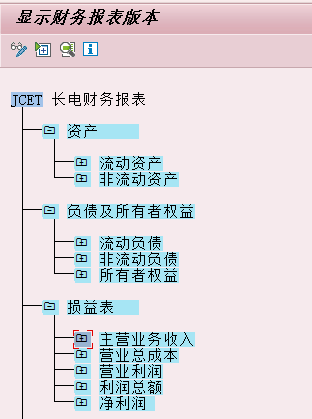 显示财务报表版本
JCET 长电财务报表
资产
流动资产
非流动资产
负债及所有者权益
流动负债
非流动负债
所有者权益
损益表
主营业务收入
营业总成本
营业利润
利润总额
净利润